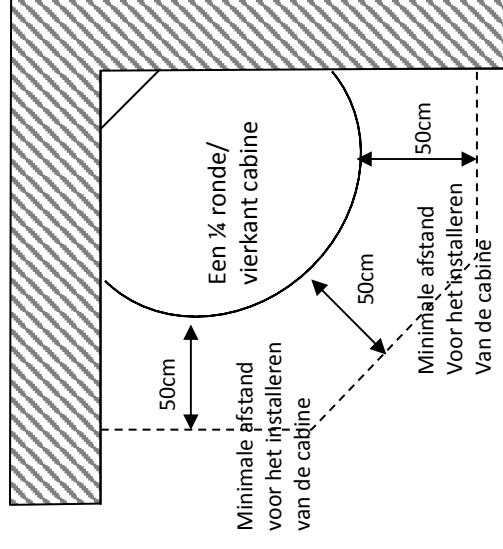 Een ¼ ronde/
vierkant cabine
50cm
50cm
50cm
Minimale afstand
voor het installeren
van de cabine
Minimale afstand
Voor het installeren
Van de cabine